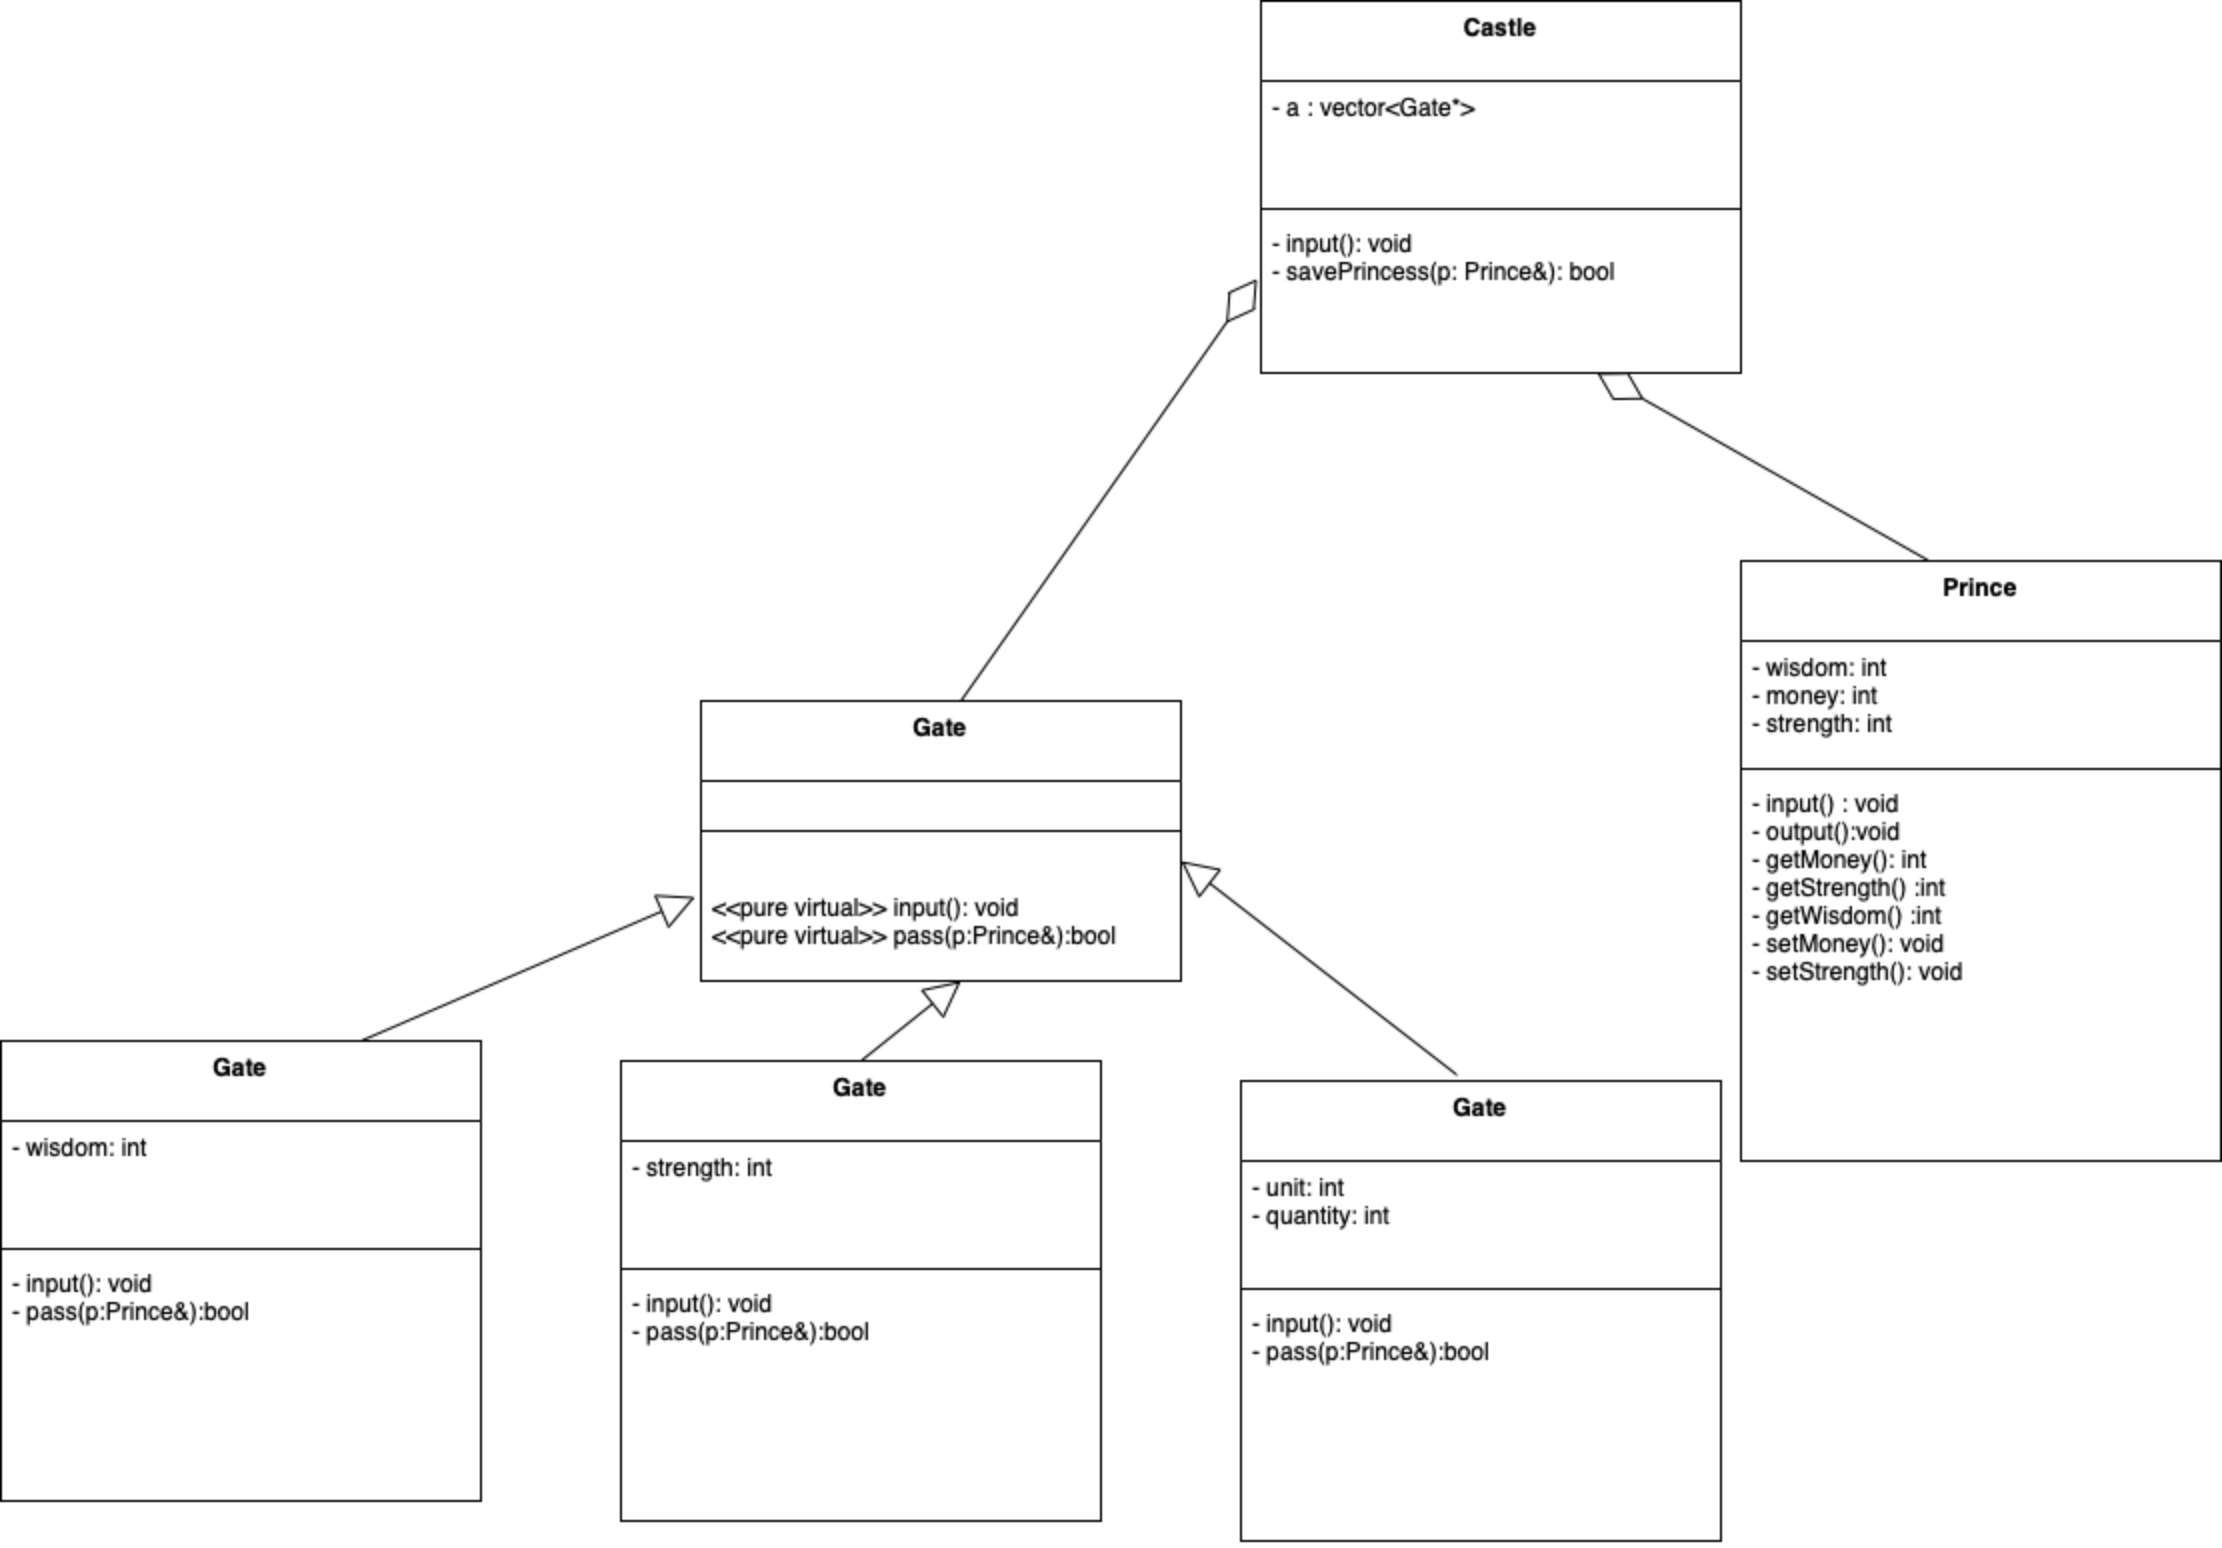 Castle
- a : vector<Gate*>
- input(): void
- savePrincess(p: Prince&): bool
Prince
- wisdom: int
- money: int
- strength: int
- input() : void
- output():void
- getMoney(): int
- getStrength() :int
- getWisdom() :int
- setMoney(): void
- setStrength(): void
Gate
<<pure virtual>> input(): void
<<pure virtual>> pass(p:Prince&):bool
Gate
- wisdom: int
- input(): void
- pass(p:Prince&):bool
Gate
- strength: int
- input(): void
- pass(p:Prince&):bool
Gate
- unit: int
- quantity: int
- input(): void
- pass(p:Prince&):bool